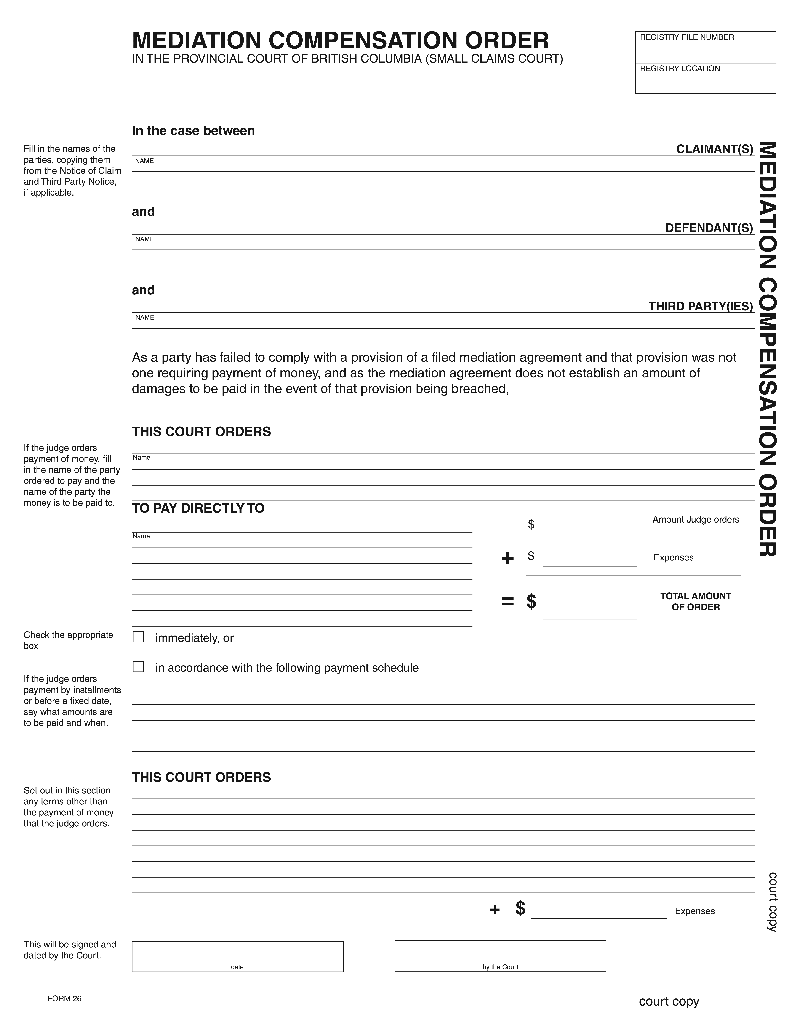 MEDIATION COMPENSATION ORDER
IN THE PROVINCIAL COURT OF BRITISH COLUMBIA (SMALL CLAIMS COURT)
REGISTRY FILE NUMBER
REGISTRY LOCATION
In the case between
Fill in the names of the
parties, copying them
from the Notice of Claim
and Third Party Notice,
if applicable.
CLAIMANT(S)
NAME
and
DEFENDANT(S)
NAME
and
THIRD PARTY(IES)
NAME
MEDIATION COMPENSATION ORDER
As a party has failed to comply with a provision of a filed mediation agreement and that provision was not
one requiring payment of money, and as the mediation agreement does not establish an amount of
damages to be paid in the event of that provision being breached,
THIS COURT ORDERS
If the judge orders
payment of money, fill
in the name of the party
ordered to pay and the
name of the party the
money is to be paid to.
Name
TO PAY DIRECTLY TO
Name
$ Amount Judge orders
+ $ Expenses
= $ TOTAL AMOUNT
OF ORDER
Check the appropriate
box
☐ immediately, or
☐ in accordance with the following payment schedule
If the judge orders
payment by installments
or before a fixed date,
say what amounts are
to be paid and when.
THIS COURT ORDERS
Set out in this section
any terms other than
the payment of money
that the judge orders.
+ $ Expenses
court copy
This will be signed and
dated by the Court.
date
by the Court
FORM 26
court copy